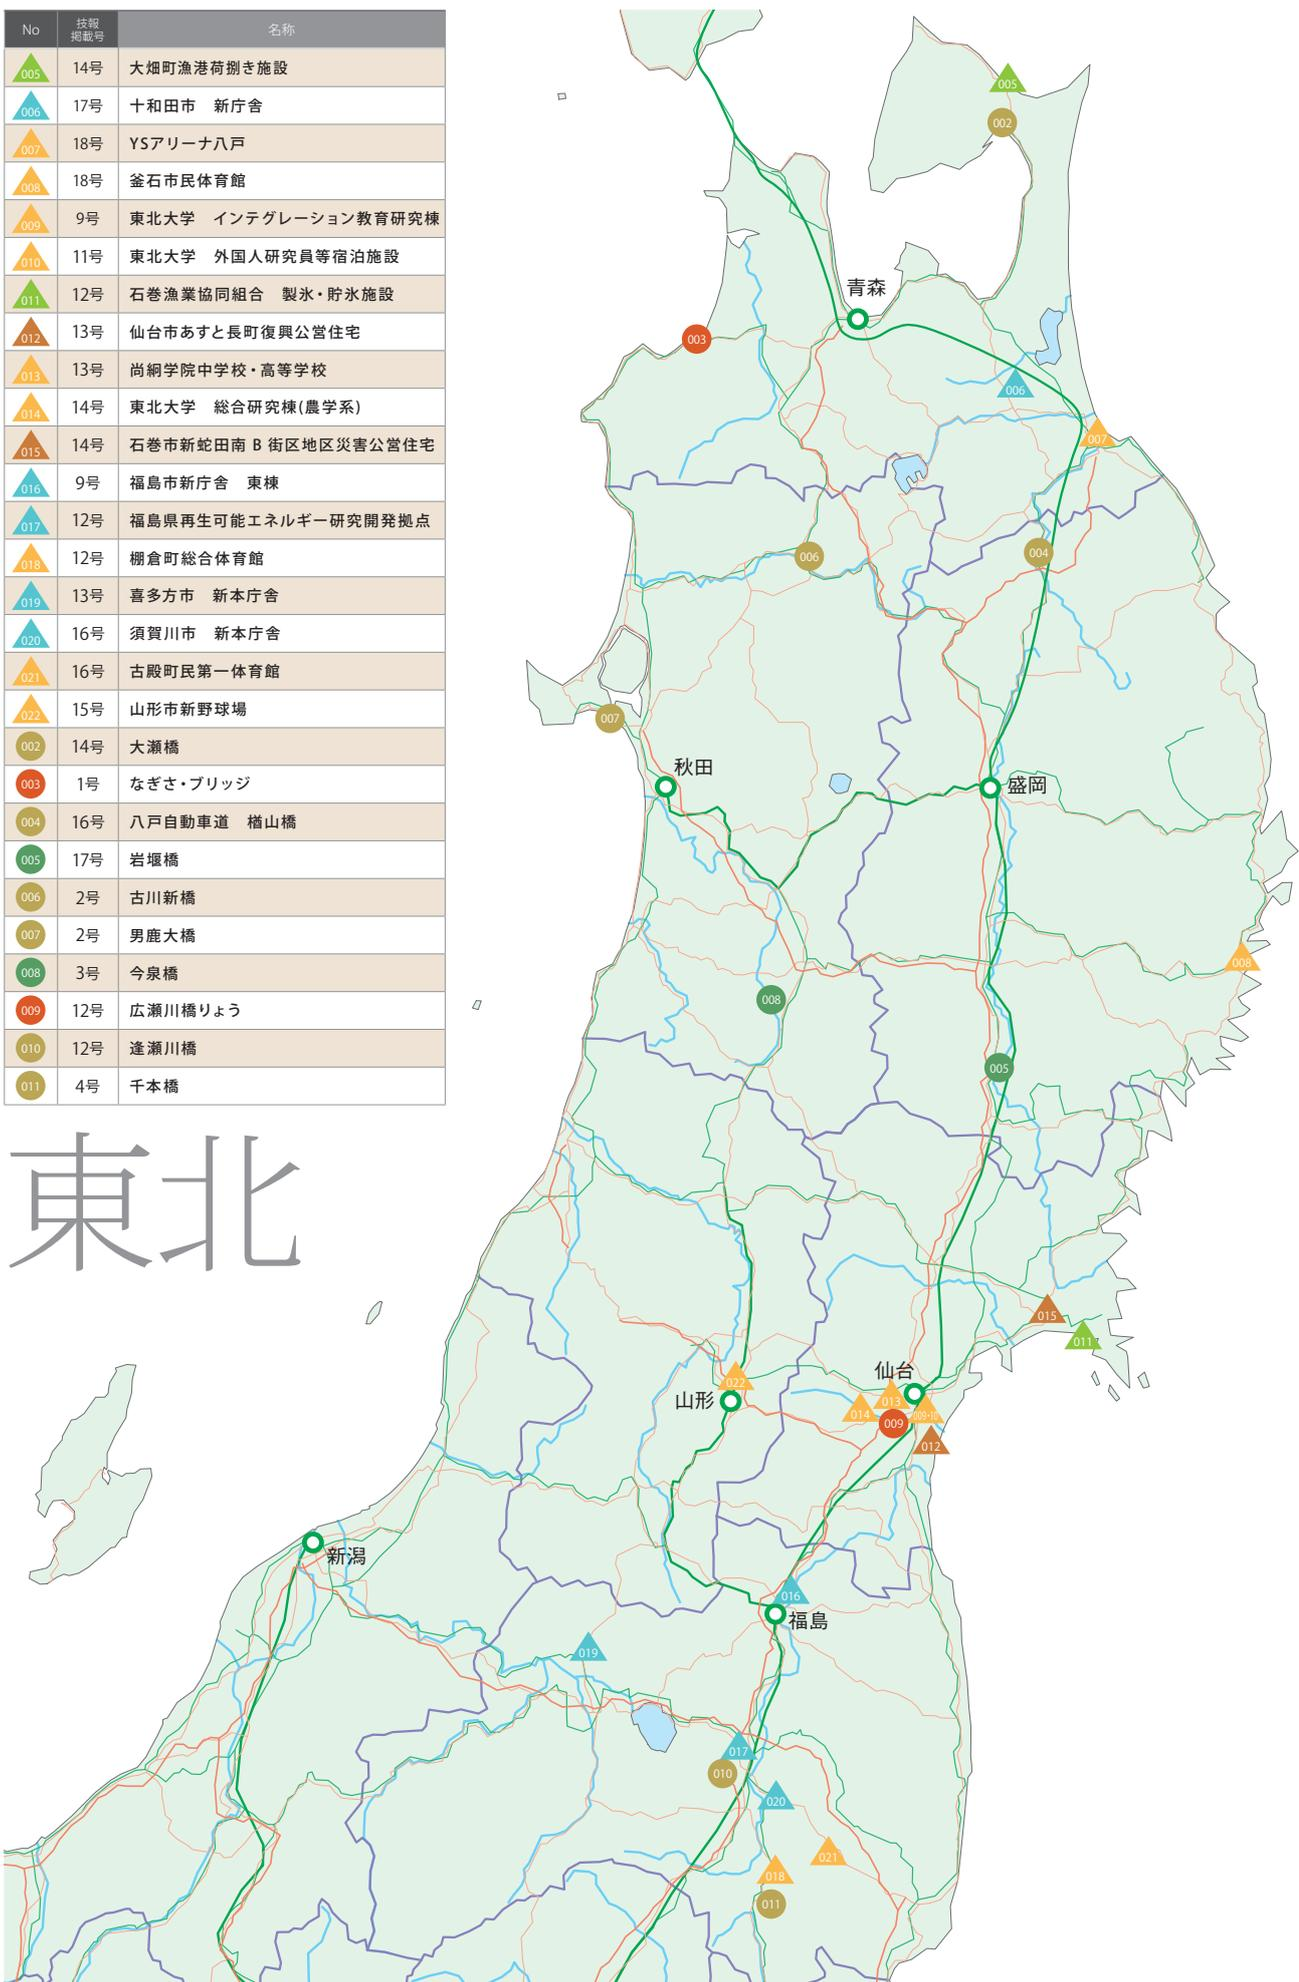 No 技報掲載号 名称
005 14号 大畑町漁港荷捌き施設
006 17号 十和田市　新庁舎
007 18号 YSアリーナ八戸
008 18号 釜石市民体育館
009 9号 東北大学　インテグレーション教育研究棟
010 11号 東北大学　外国人研究員等宿泊施設
011 12号 石巻漁業協同組合　製氷・貯氷施設
012 13号 仙台市あすと長町復興公営住宅
013 13号 尚絅学院中学校・高等学校
014 14号 東北大学　総合研究棟(農学系)
015 14号 石巻市新蛇田南 B 街区地区災害公営住宅
016 9号 福島市新庁舎　東棟
017 12号 福島県再生可能エネルギー研究開発拠点
018 12号 棚倉町総合体育館
019 13号 喜多方市　新本庁舎
020 16号 須賀川市　新本庁舎
021 16号 古殿町民第一体育館
022 15号 山形市新野球場
002 14号 大瀬橋
003 1号 なぎさ・ブリッジ
004 16号 八戸自動車道　楢山橋
005 17号 岩堰橋
006 2号 古川新橋
007 2号 男鹿大橋
008 3号 今泉橋
009 12号 広瀬川橋りょう
010 12号 逢瀬川橋
011 4号 千本橋
東北
005
002
青森
003
006
007
006
004
007
秋田
盛岡
008
008
005
015
011
仙台
022
山形
013
014
009
009・10
012
新潟
016
福島
019
017
010
020
021
018
011